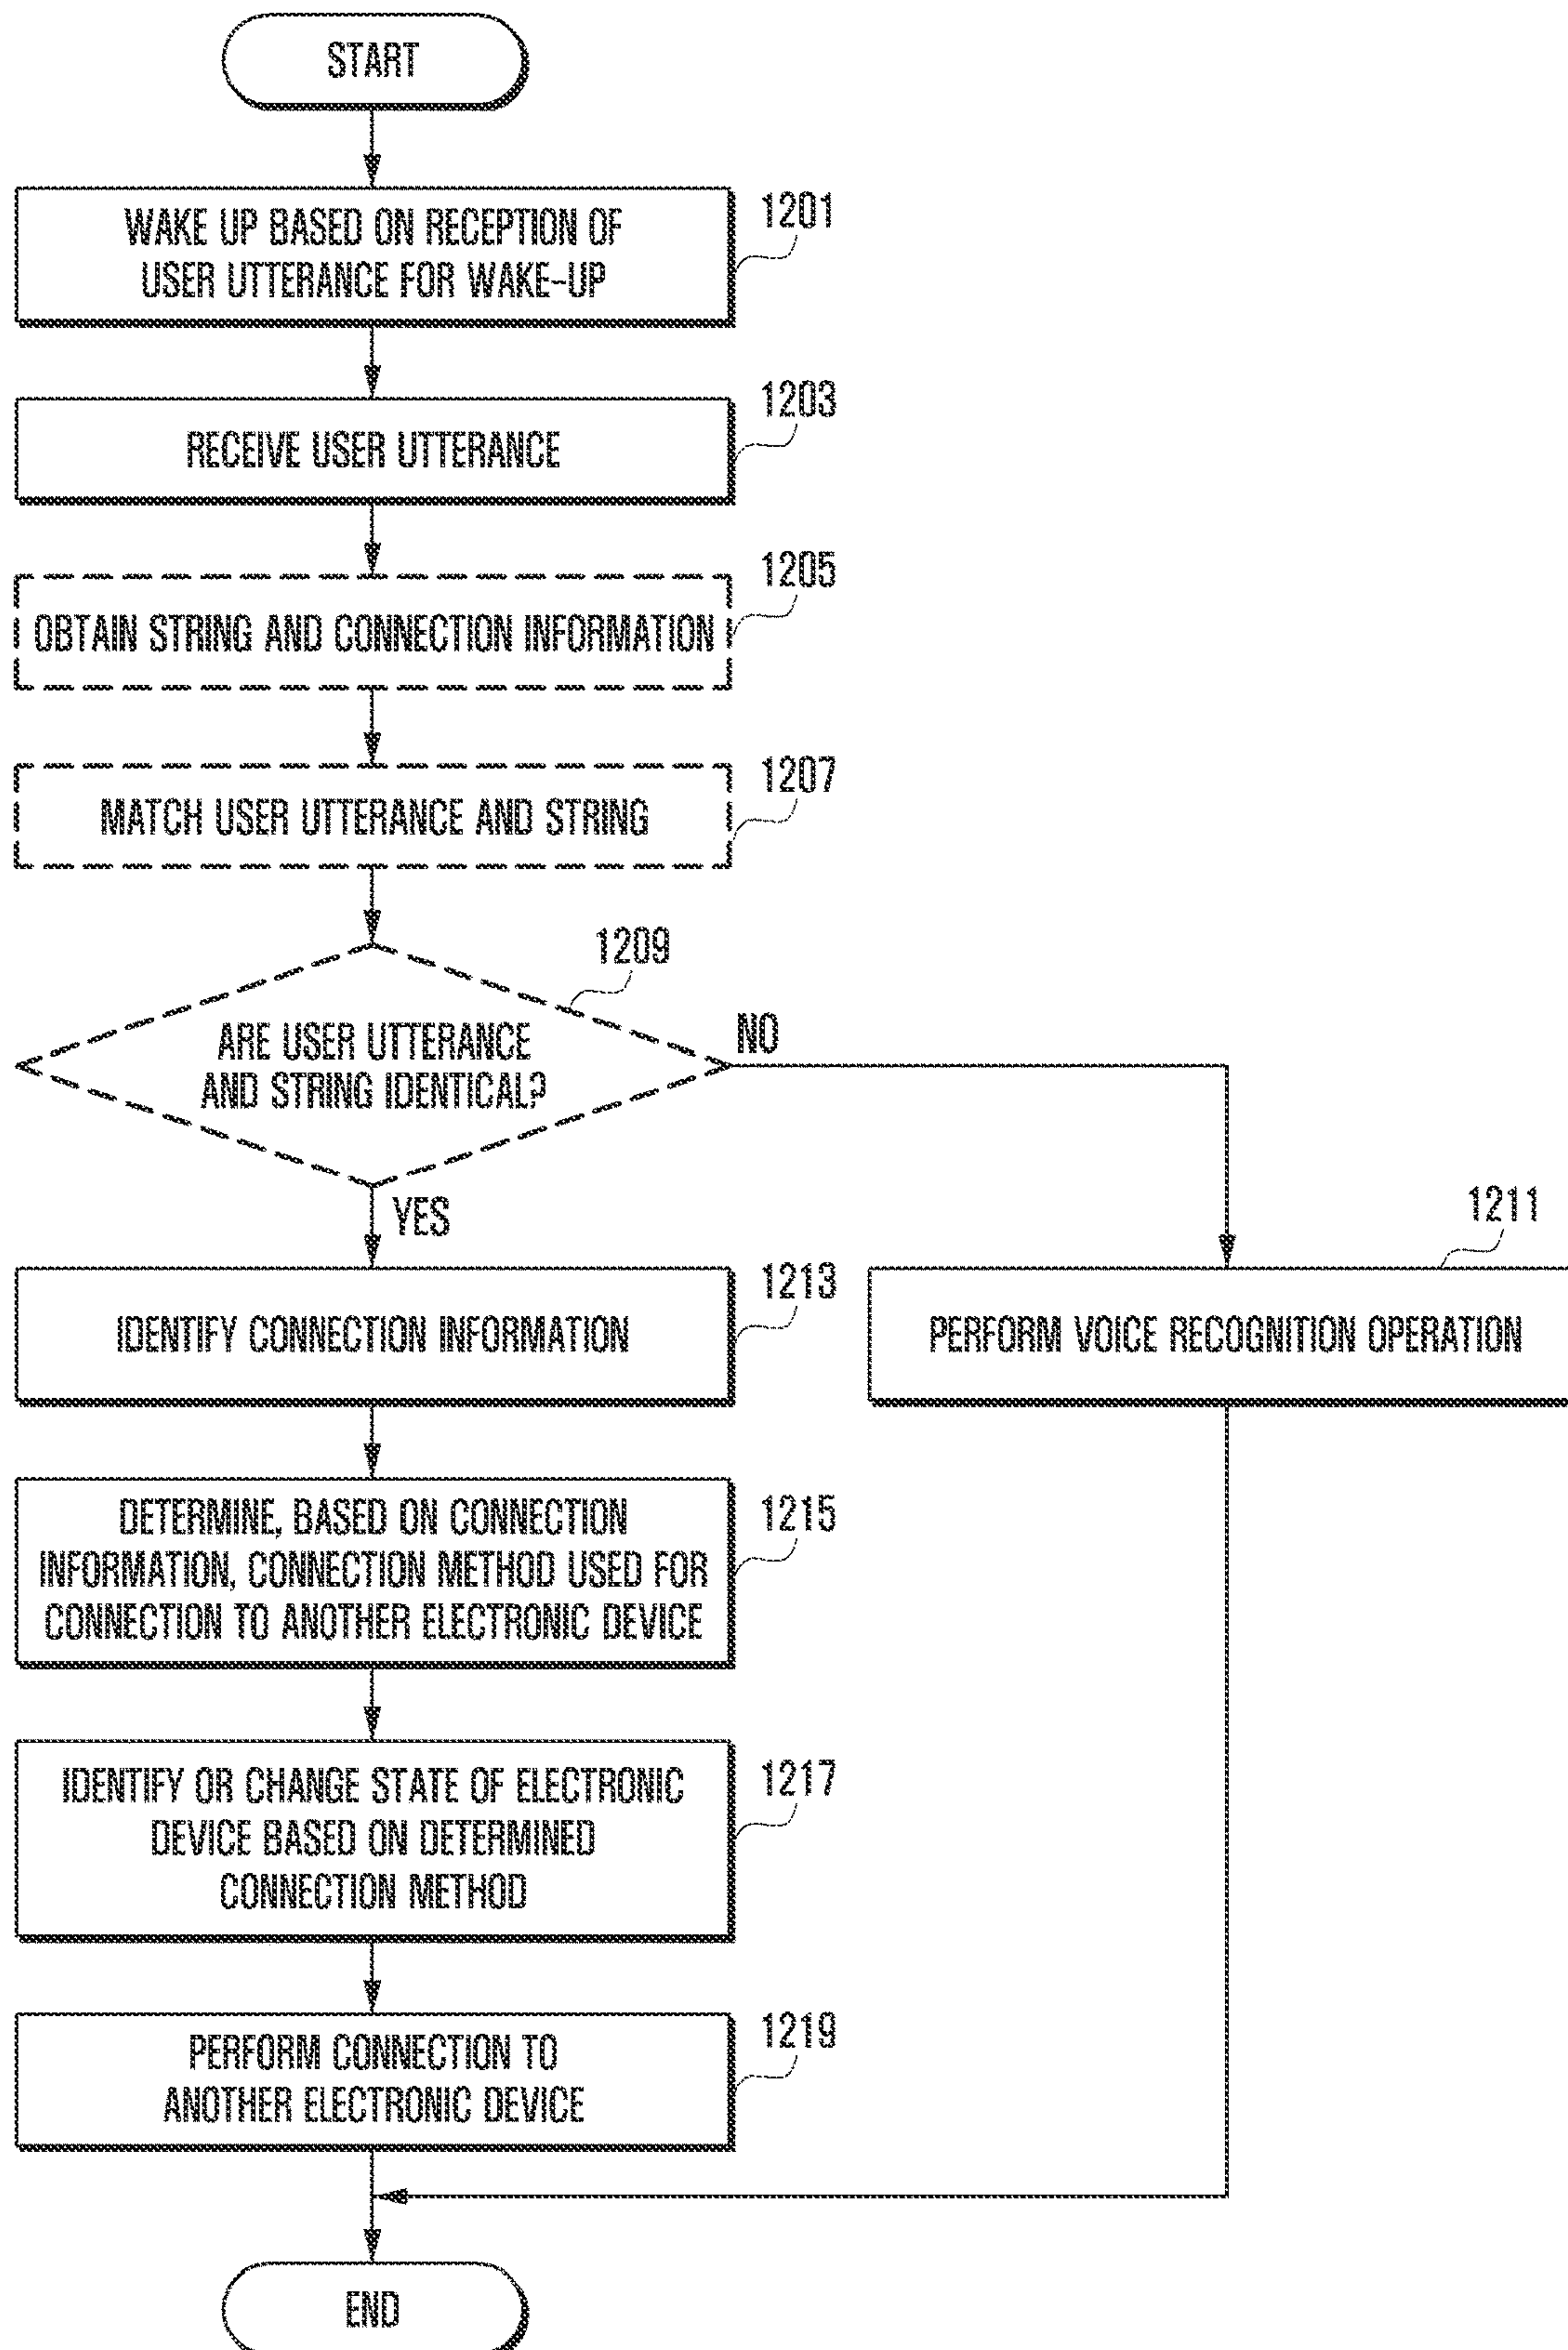 START
WAKE UP BASED ON RECEPTION OF
USER UTTERANCE FOR WAKE-UP
1201
RECEIVE USER UTTERANCE
1203
OBTAIN STRING AND CONNECTION INFORMATION
1205
MATCH USER UTTERANCE AND STRING
1207
ARE USER UTTERANCE
AND STRING IDENTICAL?
1209
NO
YES
PERFORM VOICE RECOGNITION OPERATION
1211
IDENTIFY CONNECTION INFORMATION
1213
DETERMINE, BASED ON CONNECTION
INFORMATION, CONNECTION METHOD USED FOR
CONNECTION TO ANOTHER ELECTRONIC DEVICE
1215
IDENTIFY OR CHANGE STATE OF ELECTRONIC
DEVICE BASED ON DETERMINED
CONNECTION METHOD
1217
PERFORM CONNECTION TO
ANOTHER ELECTRONIC DEVICE
1219
END